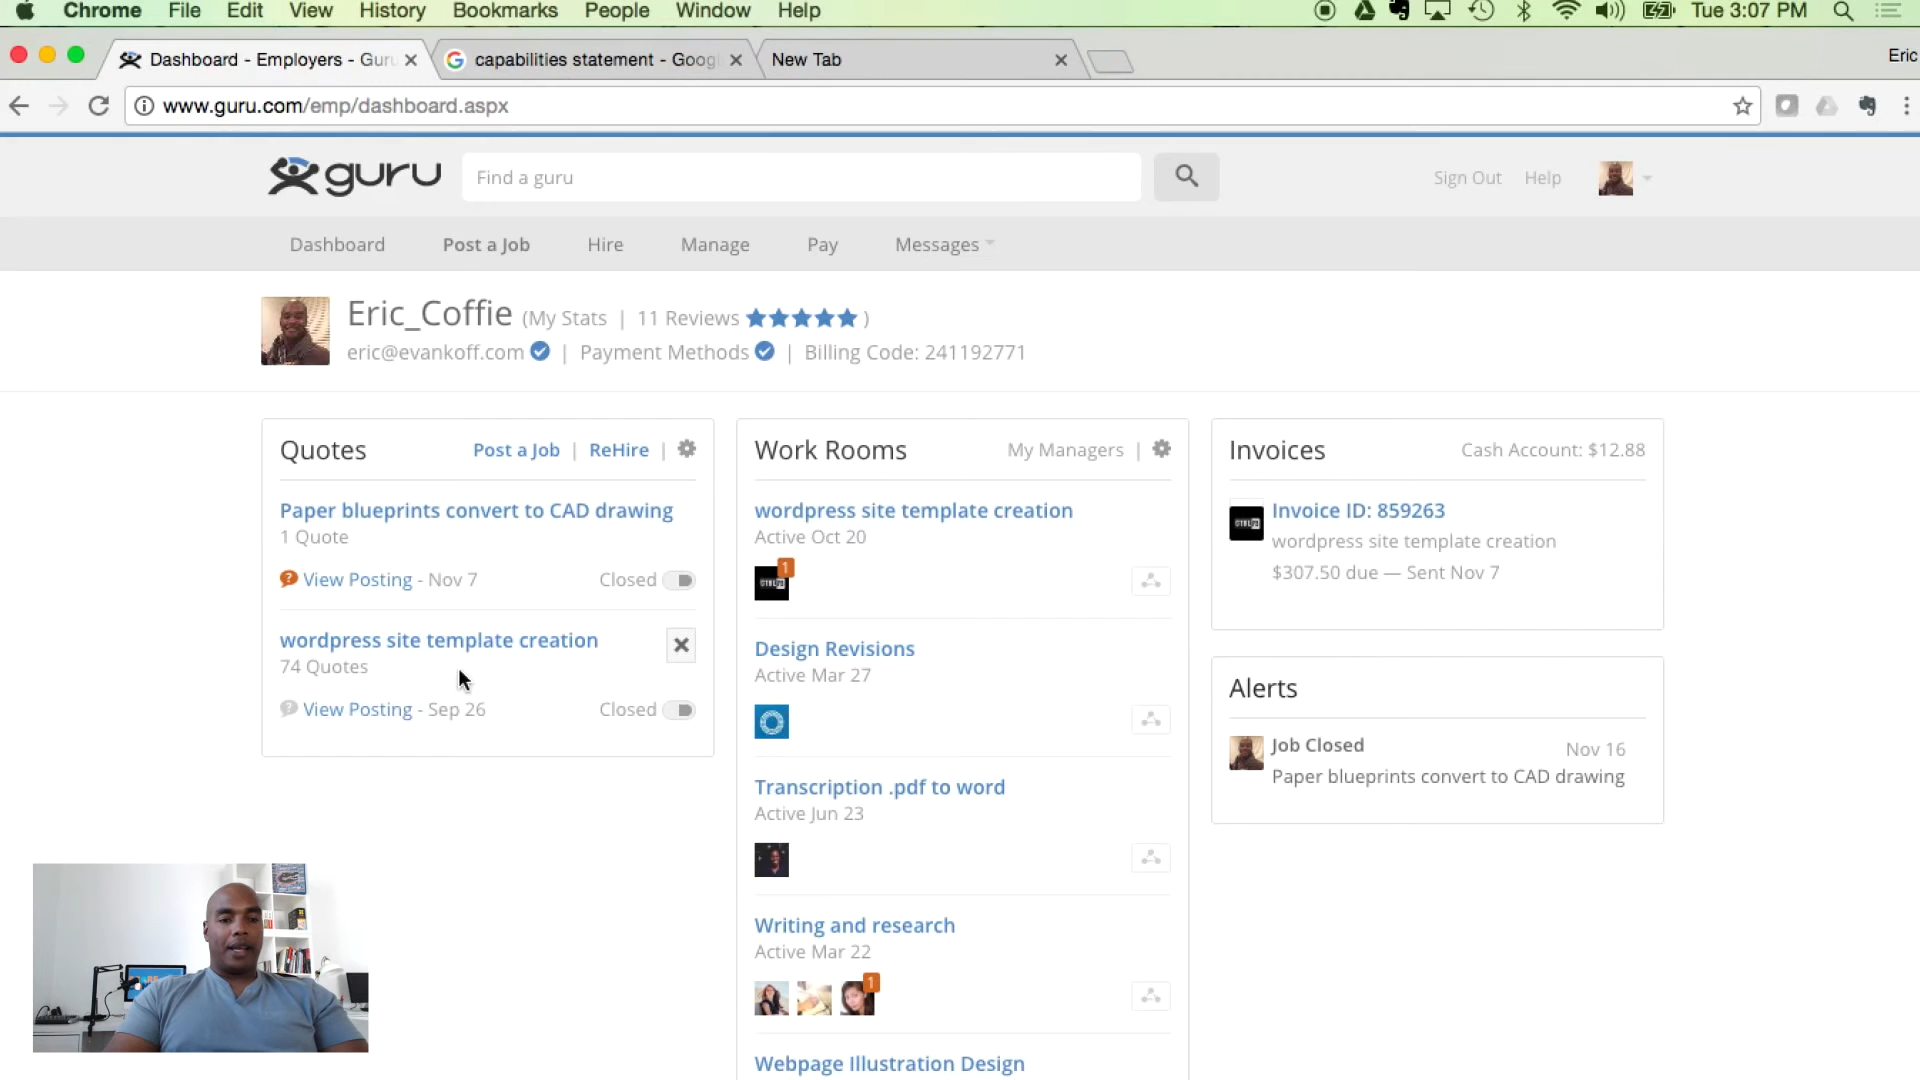 Chrome File Edit View History Bookmarks People Window Help Tue 3:07 PM
Dashboard - Employers - Guru capabilities statement - Goog New Tab Eric
www.guru.com/emp/dashboard.aspx
guru Find a guru Sign Out Help
Dashboard Post a Job Hire Manage Pay Messages
Eric_Coffie (My Stats | 11 Reviews )
eric@evankoff.com | Payment Methods | Billing Code: 241192771
Quotes Post a Job | ReHire |
Paper blueprints convert to CAD drawing
1 Quote
View Posting - Nov 7 Closed
wordpress site template creation
74 Quotes
View Posting - Sep 26 Closed
Work Rooms My Managers |
wordpress site template creation
Active Oct 20
1
Design Revisions
Active Mar 27
Transcription .pdf to word
Active Jun 23
Writing and research
Active Mar 22
1
Webpage Illustration Design
Invoices Cash Account: $12.88
Invoice ID: 859263
wordpress site template creation
$307.50 due — Sent Nov 7
Alerts
Job Closed Nov 16
Paper blueprints convert to CAD drawing